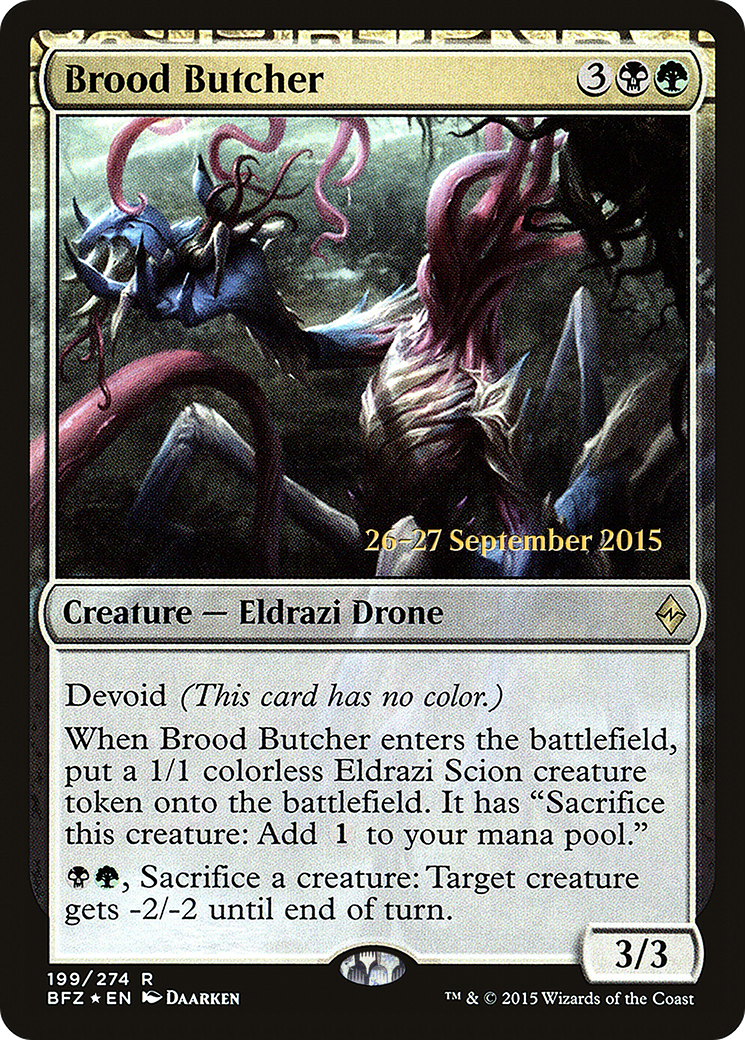 Brood Butcher 3
26–27 September 2015
Creature — Eldrazi Drone
Devoid (This card has no color.)
When Brood Butcher enters the battlefield,
put a 1/1 colorless Eldrazi Scion creature
token onto the battlefield. It has “Sacrifice
this creature: Add 1 to your mana pool.”
, Sacrifice a creature: Target creature
gets -2/-2 until end of turn.
3/3
199/274 R
BFZ ★ EN Daarken
™ & © 2015 Wizards of the Coast